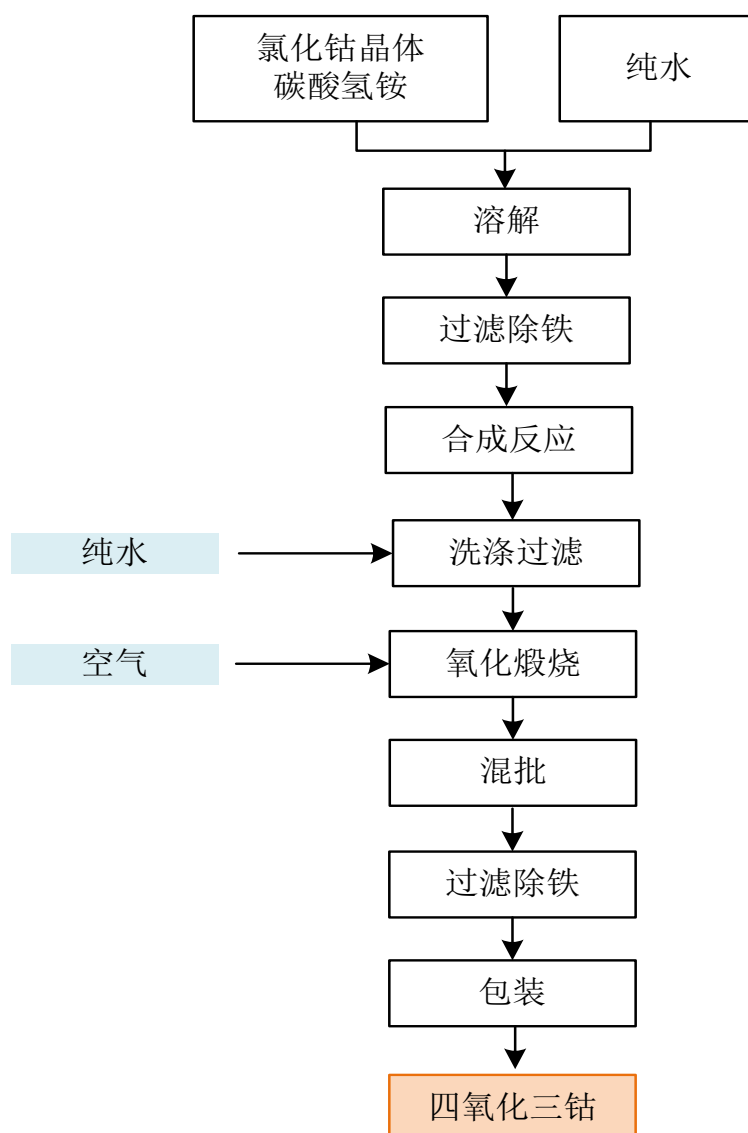 氯化钴晶体
碳酸氢铵
纯水
溶解
过滤除铁
合成反应
纯水
洗涤过滤
空气
氧化煅烧
混批
过滤除铁
包装
四氧化三钴